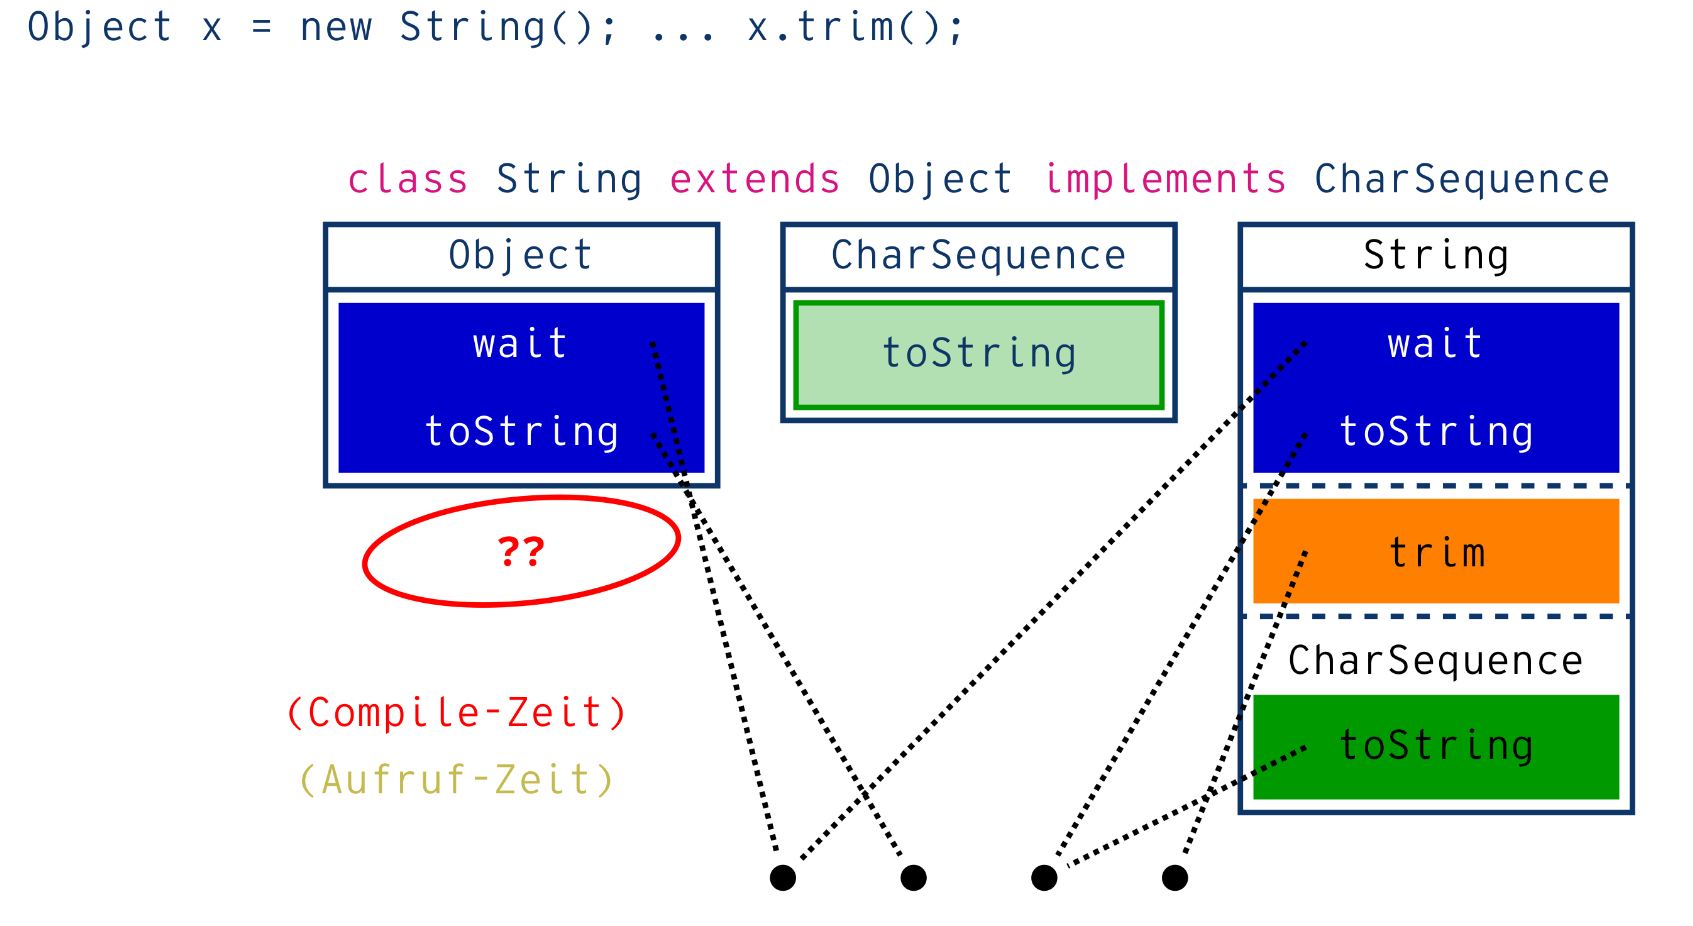 Object x = new String(); ... x.trim();
class String extends Object implements CharSequence
Object
wait
toString
??
CharSequence
toString
String
wait
toString
trim
CharSequence
toString
(Compile-Zeit)
(Aufruf-Zeit)